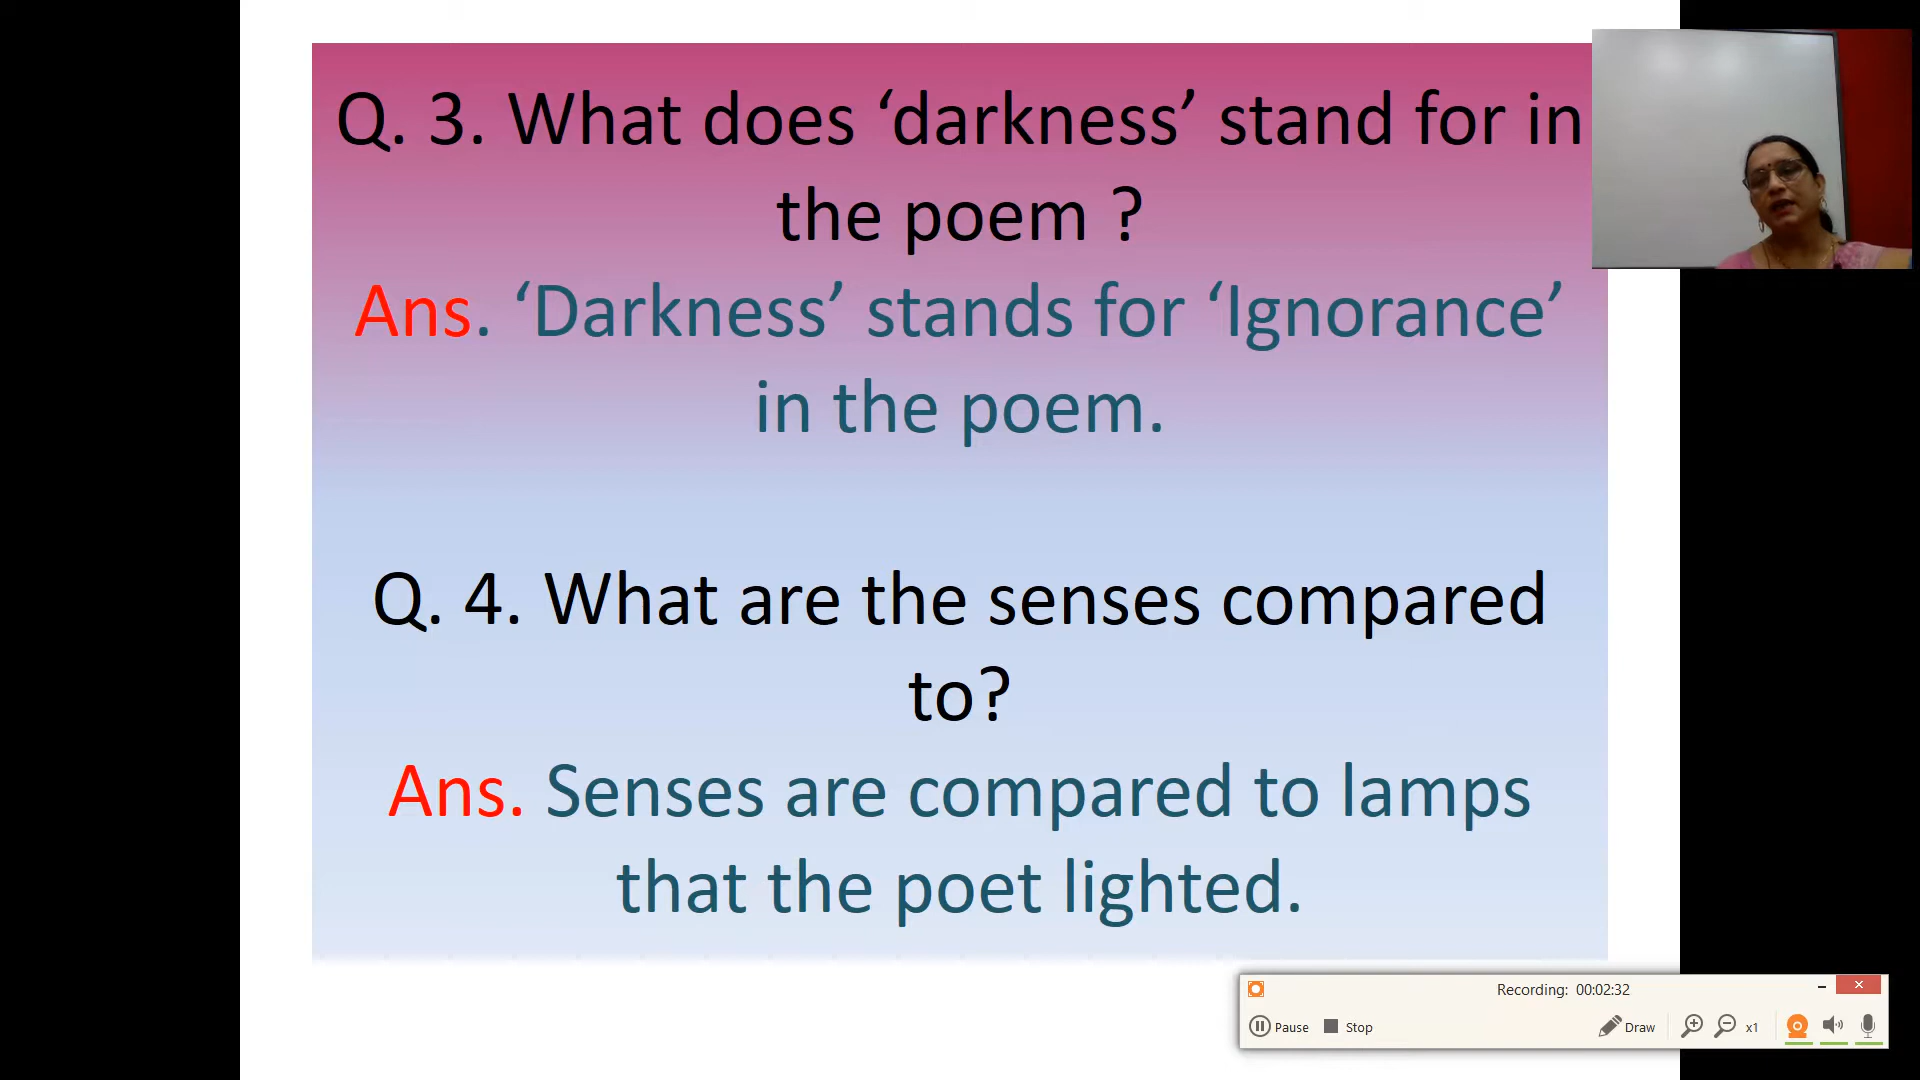 Q. 3. What does ‘darkness’ stand for in
the poem ?
Ans. ‘Darkness’ stands for ‘Ignorance’
in the poem.
Q. 4. What are the senses compared
to?
Ans. Senses are compared to lamps
that the poet lighted.
Recording: 00:02:32
Pause Stop Draw x1